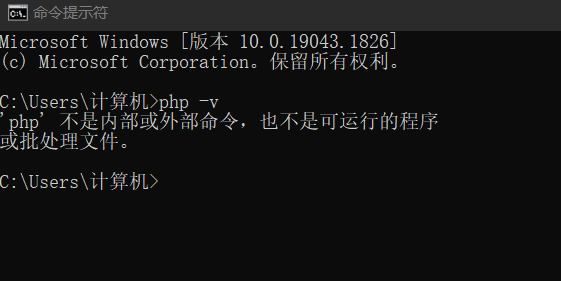 命令提示符
Microsoft Windows [版本 10.0.19043.1826]
(c) Microsoft Corporation。保留所有权利。
C:\Users\计算机>php -v
'php' 不是内部或外部命令，也不是可运行的程序
或批处理文件。
C:\Users\计算机>